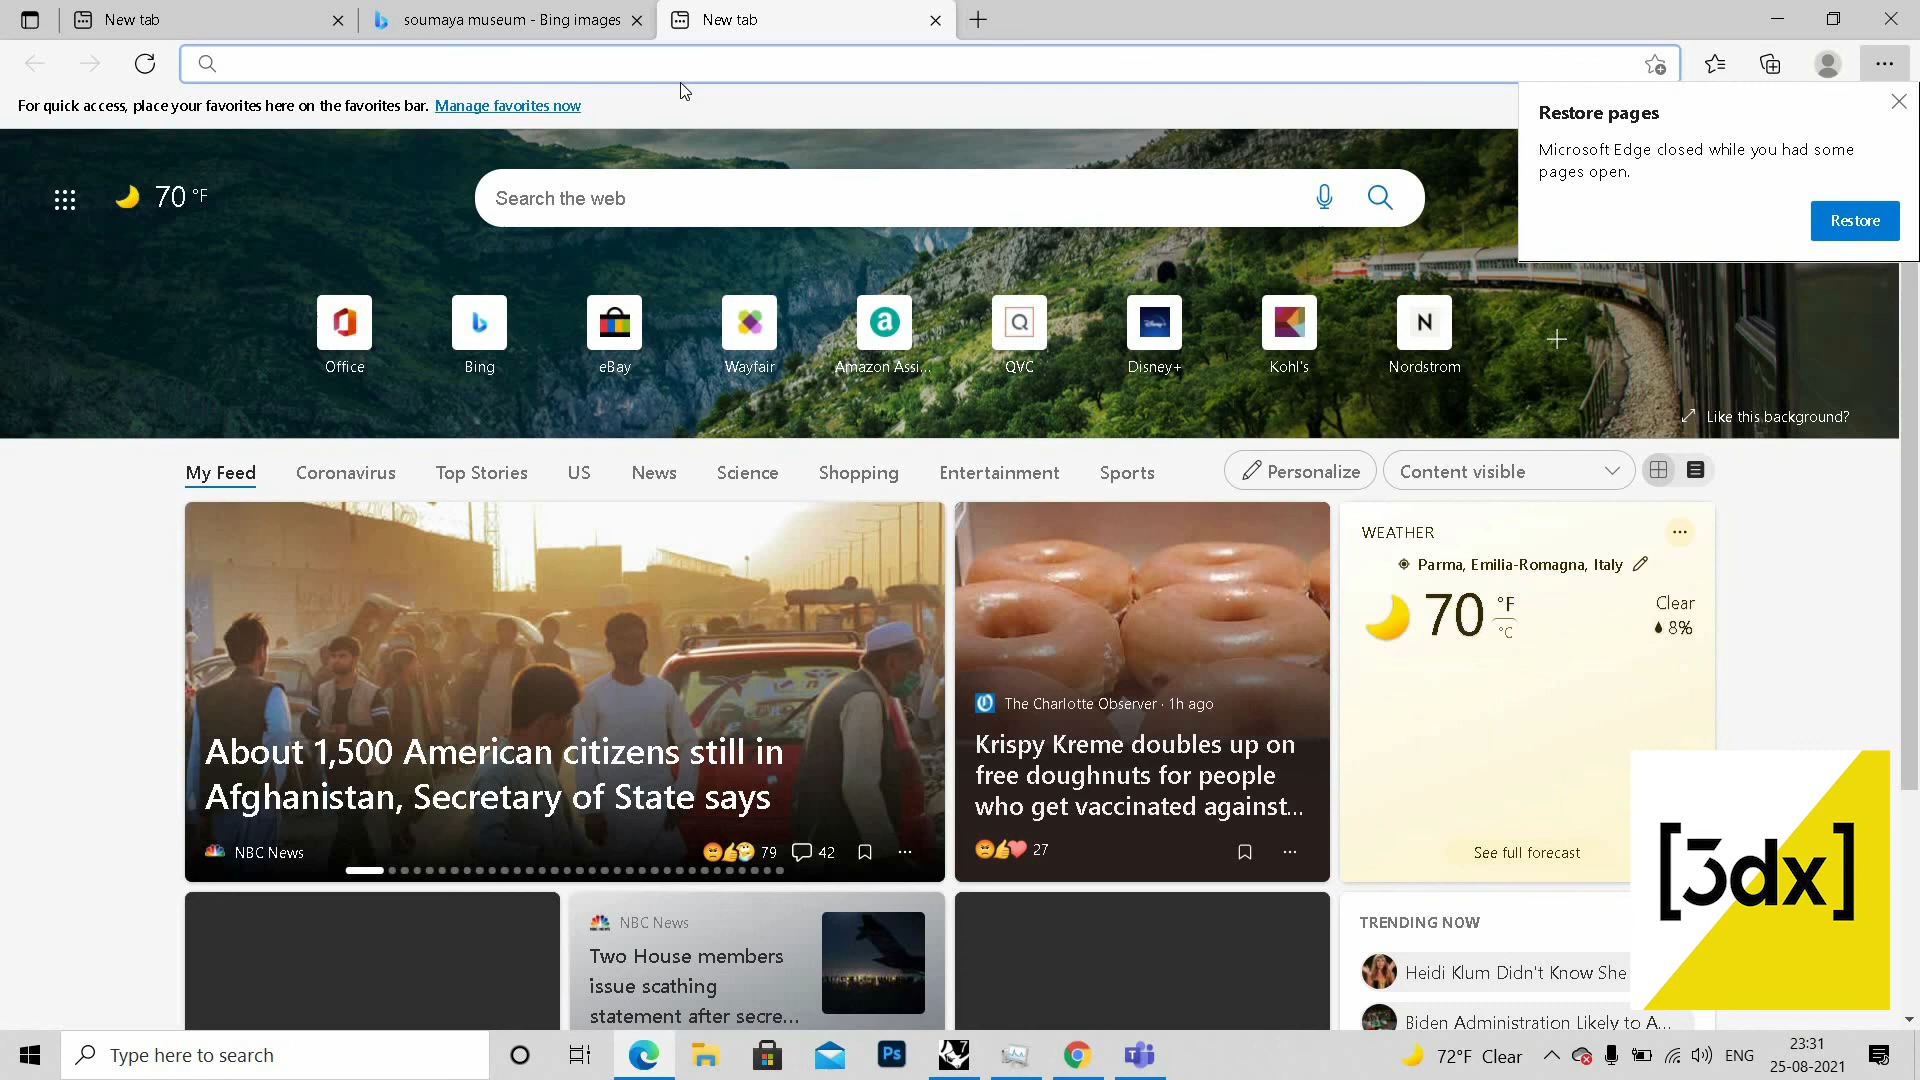 New tab
soumaya museum - Bing images
New tab
For quick access, place your favorites here on the favorites bar. Manage favorites now
Restore pages
Microsoft Edge closed while you had some
pages open.
Restore
70 °F
Search the web
Office
Bing
eBay
Wayfair
Amazon Assi...
QVC
Disney+
Kohl's
Nordstrom
Like this background?
My Feed
Coronavirus
Top Stories
US
News
Science
Shopping
Entertainment
Sports
Personalize
Content visible
About 1,500 American citizens still in
Afghanistan, Secretary of State says
NBC News
79
42
The Charlotte Observer · 1h ago
Krispy Kreme doubles up on
free doughnuts for people
who get vaccinated against...
27
WEATHER
Parma, Emilia-Romagna, Italy
70 °F
°C
Clear
8%
See full forecast
NBC News
Two House members
issue scathing
statement after secre...
TRENDING NOW
Heidi Klum Didn't Know She
Biden Administration Likely to A...
[3dx]
Type here to search
Ps
72°F Clear
ENG
23:31
25-08-2021